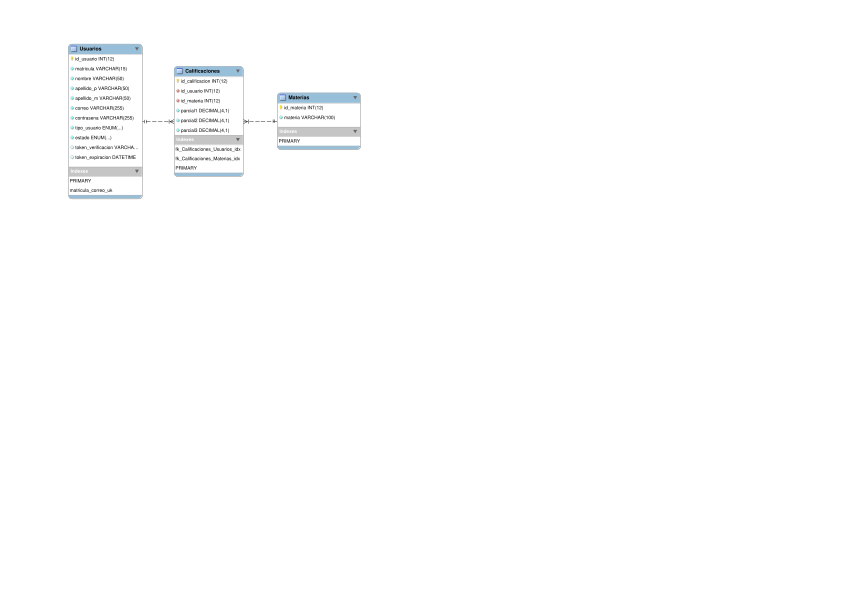 Usuarios
id_usuario INT(12)
matricula VARCHAR(15)
nombre VARCHAR(50)
apellido_p VARCHAR(50)
apellido_m VARCHAR(50)
correo VARCHAR(255)
contrasena VARCHAR(255)
tipo_usuario ENUM(...)
estado ENUM(...)
token_verificacion VARCHA...
token_expiracion DATETIME
Indexes
PRIMARY
matricula_correo_uk
Calificaciones
id_calificacion INT(12)
id_usuario INT(12)
id_materia INT(12)
parcial1 DECIMAL(4,1)
parcial2 DECIMAL(4,1)
parcial3 DECIMAL(4,1)
Indexes
fk_Calificaciones_Usuarios_idx
fk_Calificaciones_Materias_idx
PRIMARY
Materias
id_materia INT(12)
materia VARCHAR(100)
Indexes
PRIMARY